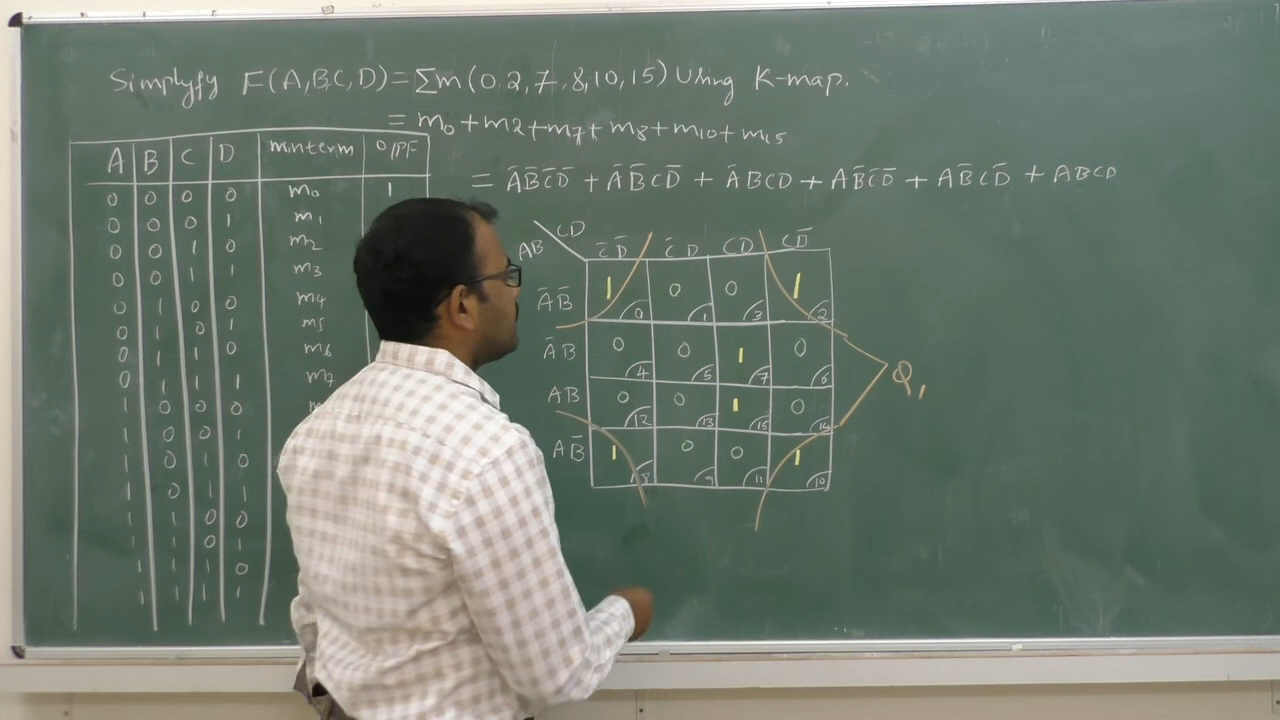 Simplyfy F(A,B,C,D) = Σm(0,2,7,8,10,15) Using K-map.
= m0 + m2 + m7 + m8 + m10 + m15
= A̅B̅C̅D̅ + A̅B̅CD̅ + A̅BCD + AB̅C̅D̅ + AB̅CD̅ + ABCD
A B C D minterm O/P F
0 0 0 0 m0 1
0 0 0 1 m1
0 0 1 0 m2
0 0 1 1 m3
0 1 0 0 m4
0 1 0 1 m5
0 1 1 0 m6
0 1 1 1 m7
1 0 0 0
1 0 0 1
1 0 1 0
1 0 1 1
1 1 0 0
1 1 0 1
1 1 1 0
1 1 1 1
AB CD
C̅D̅ C̅D CD CD̅
A̅B̅ 1 0 0 0 1 0 3 1 2
A̅B 0 4 0 5 1 7 0 6
AB 0 12 0 13 1 15 0 14
AB̅ 1 8 0 9 0 11 1 10
Q1